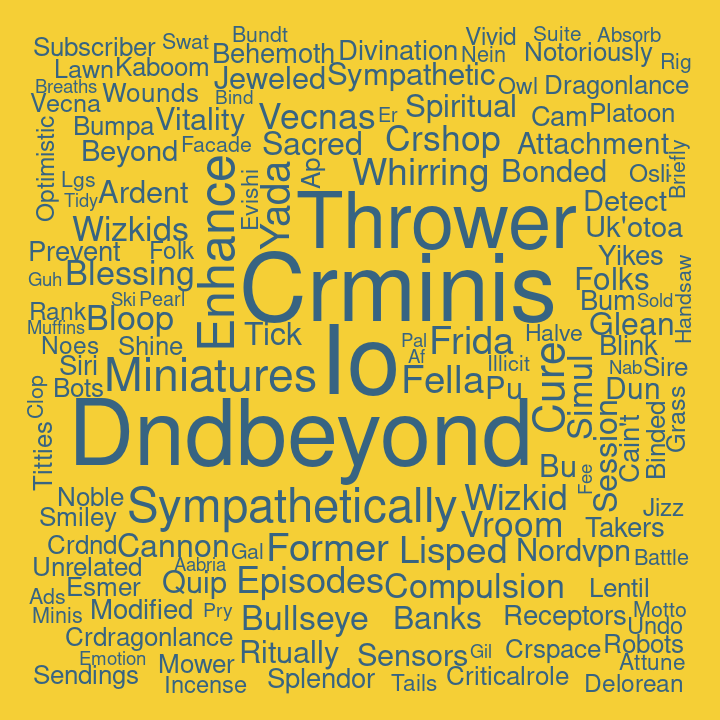 Bundt
Vivid
Suite
Absorb
Subscriber
Swat
Behemoth
Divination
Nein
Notoriously
Rig
Lawn
Kaboom
Jeweled
Sympathetic
Owl
Dragonlance
Breaths
Vecna
Wounds
Bind
Vecnas
Er
Spiritual
Cam
Platoon
Bumpa
Vitality
Optimistic
Beyond
Facade
Sacred
Crshop
Attachment
Briefly
Lgs
Ardent
Ap
Whirring
Bonded
Osli
Tidy
Enhance
Evishi
Yada
Thrower
Detect
Wizkids
Uk'otoa
Prevent
Folk
Yikes
Guh
Blessing
Crminis
Folks
Handsaw
Ski
Pearl
Bum
Sold
Rank
Bloop
Glean
Muffins
Tick
Io
Pal
Frida
Halve
Blink
Noes
Shine
Af
Illicit
Nab
Sire
Siri
Miniatures
Fella
Pu
Cure
Simul
Dun
Bots
Clop
Grass
Titties
Dndbeyond
Session
Cain't
Binded
Bu
Fee
Noble
Sympathetically
Wizkid
Jizz
Smiley
Vroom
Takers
Crdnd
Cannon
Gal
Former
Lisped
Nordvpn
Battle
Unrelated
Aabria
Esmer
Quip
Episodes
Compulsion
Lentil
Ads
Minis
Modified
Pry
Bullseye
Banks
Receptors
Motto
Undo
Crdragonlance
Ritually
Sensors
Gil
Crspace
Robots
Emotion
Mower
Attune
Sendings
Incense
Splendor
Tails
Criticalrole
Delorean